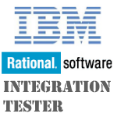 IBM
Rational. software
INTEGRATION
TESTER